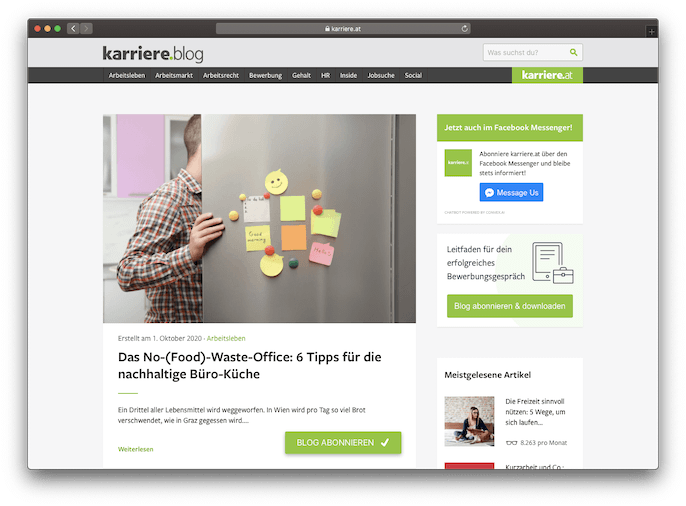 karriere.at
karriere.blog
Was suchst du?
Arbeitsleben Arbeitsmarkt Arbeitsrecht Bewerbung Gehalt HR Inside Jobsuche Social
karriere.at
Good
morning
Hello!
Erstellt am 1. Oktober 2020 · Arbeitsleben
Das No-(Food)-Waste-Office: 6 Tipps für die
nachhaltige Büro-Küche
Ein Drittel aller Lebensmittel wird weggeworfen. In Wien wird pro Tag so viel Brot
verschwendet, wie in Graz gegessen wird....
Weiterlesen
BLOG ABONNIEREN
Jetzt auch im Facebook Messenger!
karriere.at
Abonniere karriere.at über den
Facebook Messenger und bleibe
stets informiert!
Message Us
Leitfaden für dein
erfolgreiches
Bewerbungsgespräch
Blog abonnieren & downloaden
Meistgelesene Artikel
Die Freizeit sinnvoll
nützen: 5 Wege, um
sich laufen...
8.263 pro Monat
Kurzarbeit und Co.: